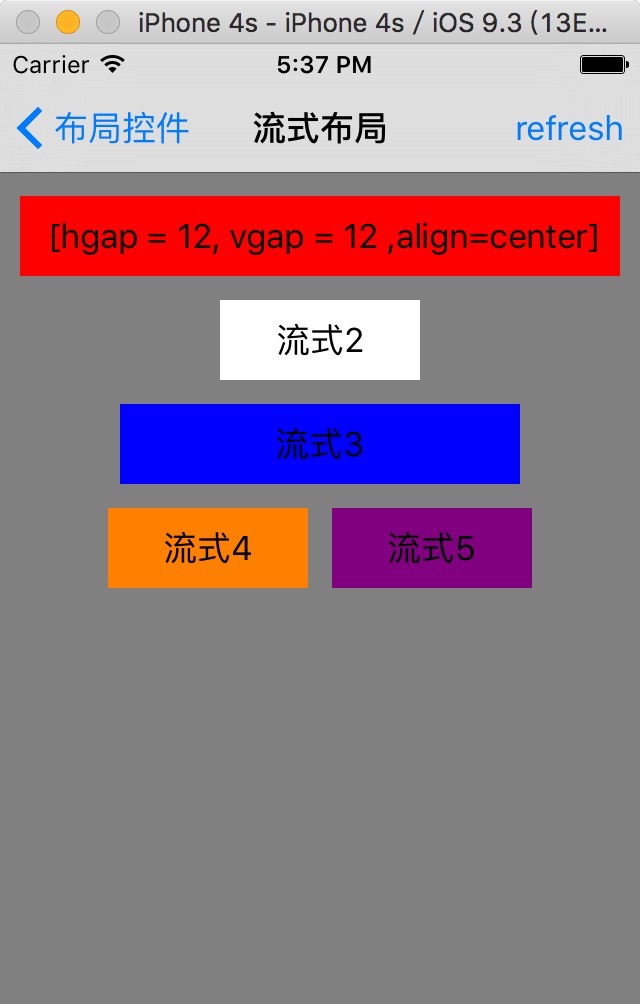 iPhone 4s - iPhone 4s / iOS 9.3 (13E...
Carrier 5:37 PM
布局控件 流式布局 refresh
[hgap = 12, vgap = 12 ,align=center]
流式2
流式3
流式4 流式5